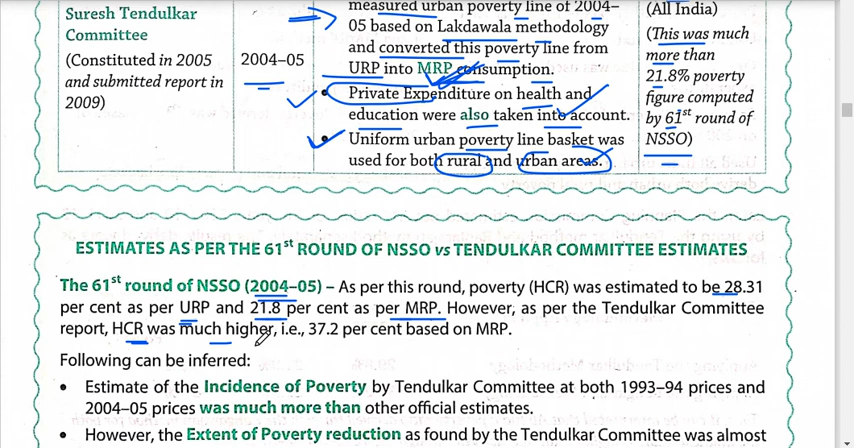 measured urban poverty line of 2004–
05 based on Lakdawala methodology
and converted this poverty line from
URP into MRP consumption.
• Private Expenditure on health and
education were also taken into account.
• Uniform urban poverty line basket was
used for both rural and urban areas.
Suresh Tendulkar
Committee
(Constituted in 2005
and submitted report in
2009)
2004–05
(All India)
(This was much
more than
21.8% poverty
figure computed
by 61st round of
NSSO)
ESTIMATES AS PER THE 61st ROUND OF NSSO vs TENDULKAR COMMITTEE ESTIMATES
The 61st round of NSSO (2004–05) – As per this round, poverty (HCR) was estimated to be 28.31
per cent as per URP and 21.8 per cent as per MRP. However, as per the Tendulkar Committee
report, HCR was much higher, i.e., 37.2 per cent based on MRP.
Following can be inferred:
• Estimate of the Incidence of Poverty by Tendulkar Committee at both 1993–94 prices and
2004–05 prices was much more than other official estimates.
• However, the Extent of Poverty reduction as found by the Tendulkar Committee was almost